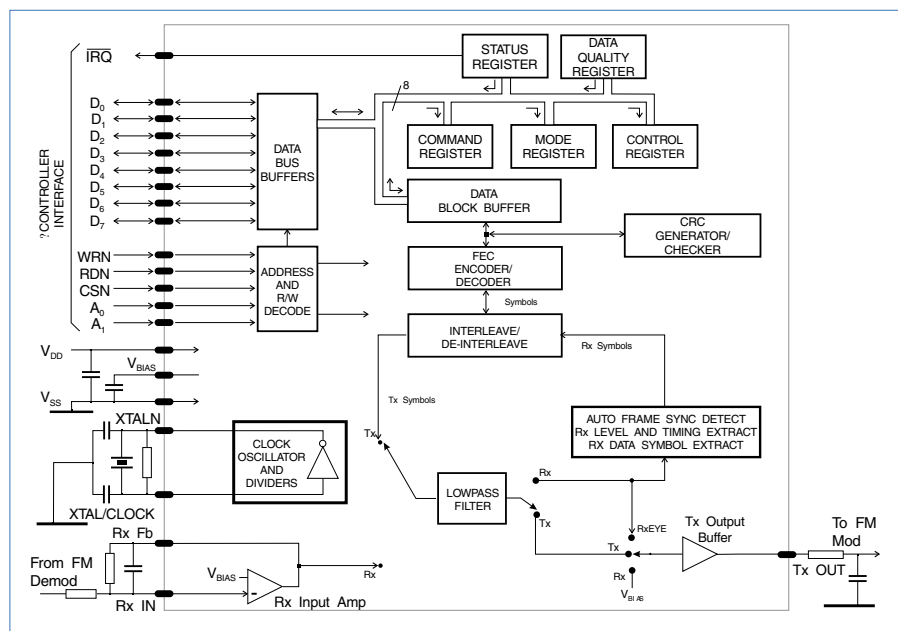 IRQ
D0
D1
D2
D3
D4
D5
D6
D7
?CONTROLLER
INTERFACE
WRN
RDN
CSN
A0
A1
DATA
BUS
BUFFERS
ADDRESS
AND
R/W
DECODE
STATUS
REGISTER
DATA
QUALITY
REGISTER
8
COMMAND
REGISTER
MODE
REGISTER
CONTROL
REGISTER
DATA
BLOCK BUFFER
CRC
GENERATOR/
CHECKER
FEC
ENCODER/
DECODER
Symbols
INTERLEAVE/
DE-INTERLEAVE
Rx Symbols
Tx Symbols
VDD
VBIAS
VSS
XTALN
CLOCK
OSCILLATOR
AND
DIVIDERS
XTAL/CLOCK
AUTO FRAME SYNC DETECT
Rx LEVEL AND TIMING EXTRACT
RX DATA SYMBOL EXTRACT
Tx
LOWPASS
FILTER
Rx
Tx
RxEYE
Tx
Rx
VBIAS
Tx Output
Buffer
To FM
Mod
Tx OUT
Rx Fb
From FM
Demod
Rx IN
VBIAS
-
Rx Input Amp
Rx